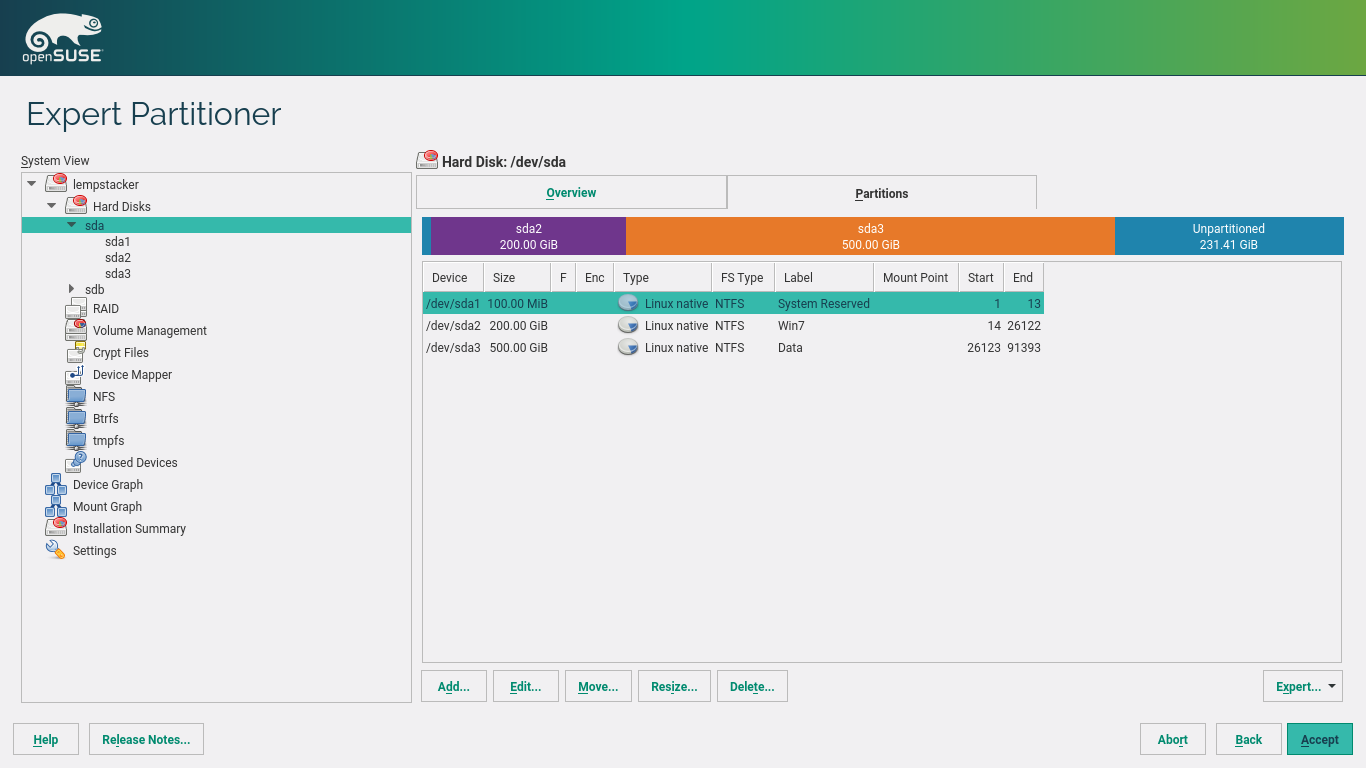 openSUSE
Expert Partitioner
System View
lempstacker
Hard Disks
sda
sda1
sda2
sda3
sdb
RAID
Volume Management
Crypt Files
Device Mapper
NFS
Btrfs
tmpfs
Unused Devices
Device Graph
Mount Graph
Installation Summary
Settings
Hard Disk: /dev/sda
Overview Partitions
sda2 sda3 Unpartitioned
200.00 GiB 500.00 GiB 231.41 GiB
Device Size F Enc Type FS Type Label Mount Point Start End
/dev/sda1 100.00 MiB Linux native NTFS System Reserved 1 13
/dev/sda2 200.00 GiB Linux native NTFS Win7 14 26122
/dev/sda3 500.00 GiB Linux native NTFS Data 26123 91393
Add... Edit... Move... Resize... Delete... Expert...
Help Release Notes... Abort Back Accept